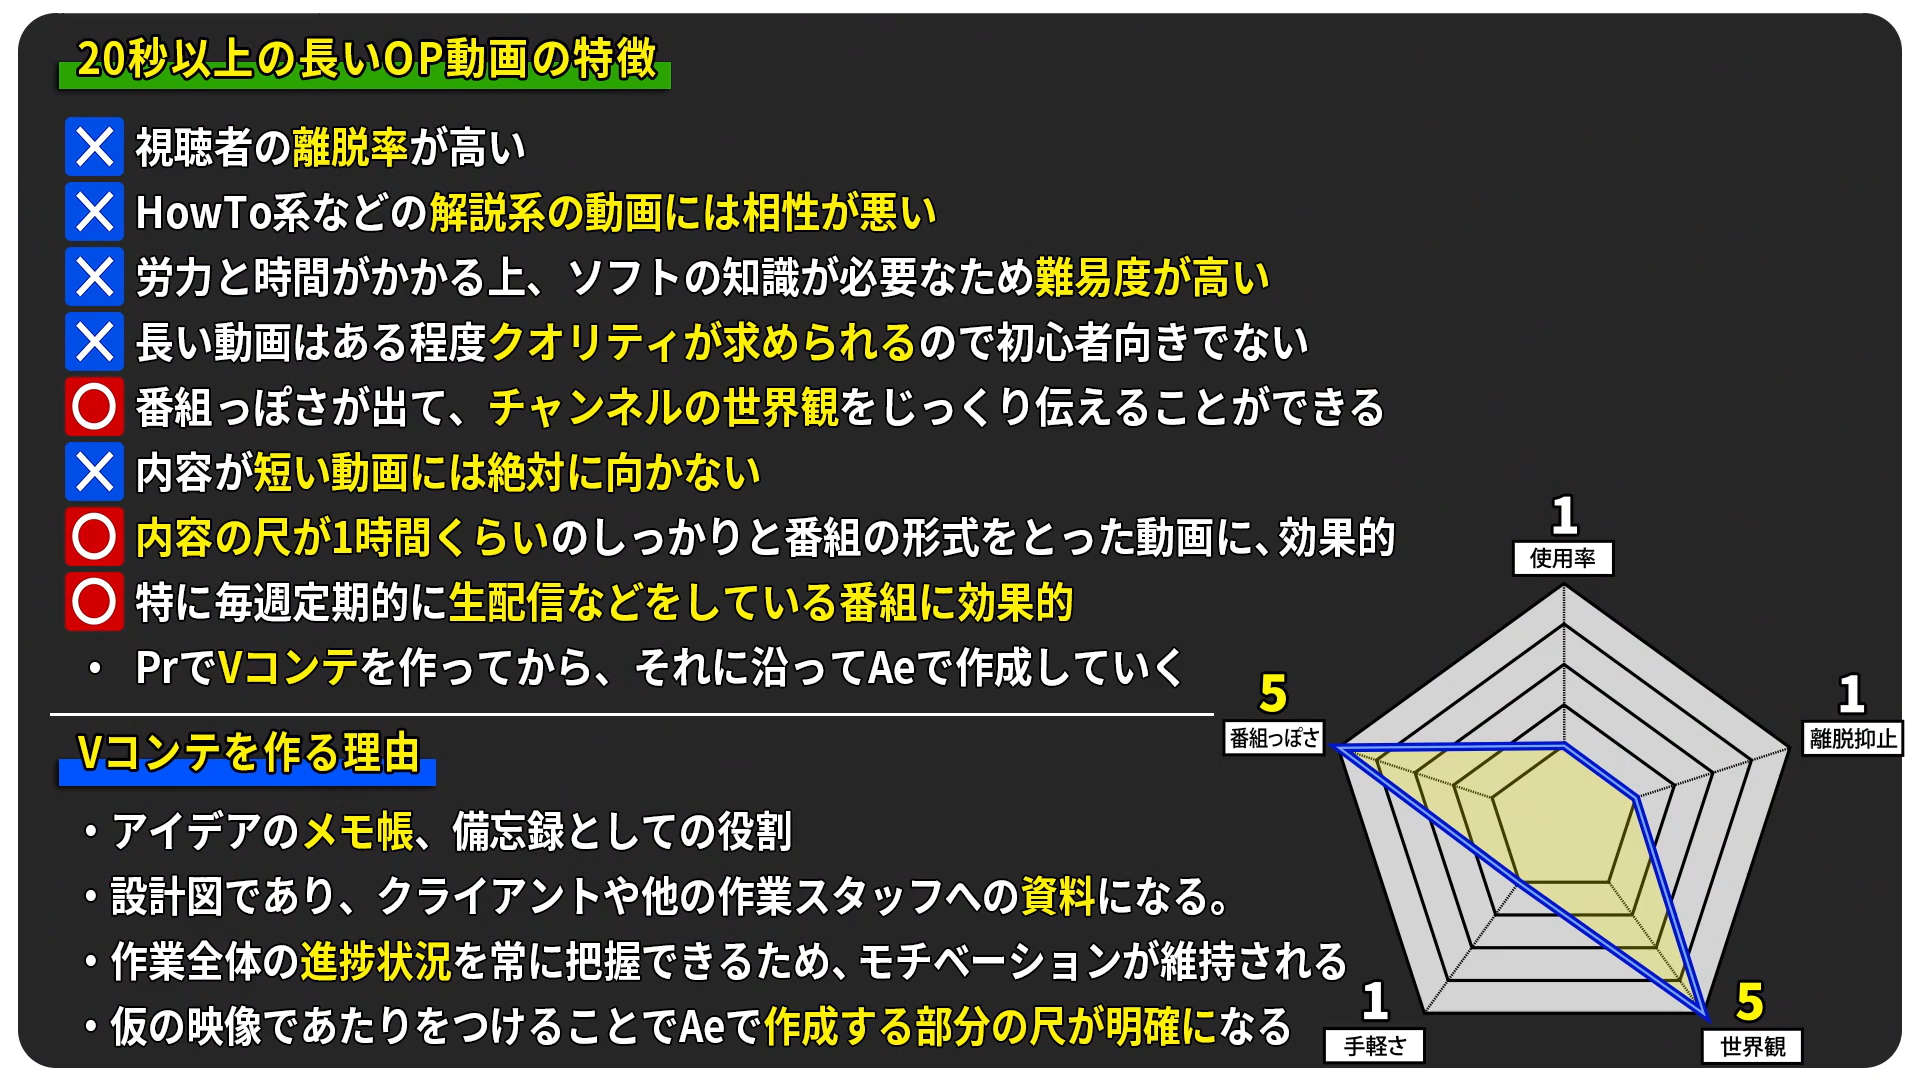 20秒以上の長いOP動画の特徴
× 視聴者の離脱率が高い
× HowTo系などの解説系の動画には相性が悪い
× 労力と時間がかかる上、ソフトの知識が必要なため難易度が高い
× 長い動画はある程度クオリティが求められるので初心者向きでない
○ 番組っぽさが出て、チャンネルの世界観をじっくり伝えることができる
× 内容が短い動画には絶対に向かない
○ 内容の尺が1時間くらいのしっかりと番組の形式をとった動画に、効果的
○ 特に毎週定期的に生配信などをしている番組に効果的
・ PrでVコンテを作ってから、それに沿ってAeで作成していく
Vコンテを作る理由
・アイデアのメモ帳、備忘録としての役割
・設計図であり、クライアントや他の作業スタッフへの資料になる。
・作業全体の進捗状況を常に把握できるため、モチベーションが維持される
・仮の映像であたりをつけることでAeで作成する部分の尺が明確になる
1
使用率
1
離脱抑止
5
世界観
1
手軽さ
5
番組っぽさ